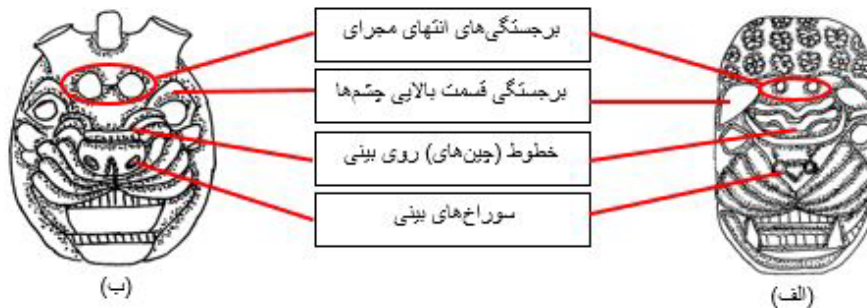 برجستگی‌های انتهای مجرای
برجستگی قسمت بالایی چشم‌ها
خطوط (چین‌های) روی بینی
سوراخ‌های بینی
(الف)
(ب)